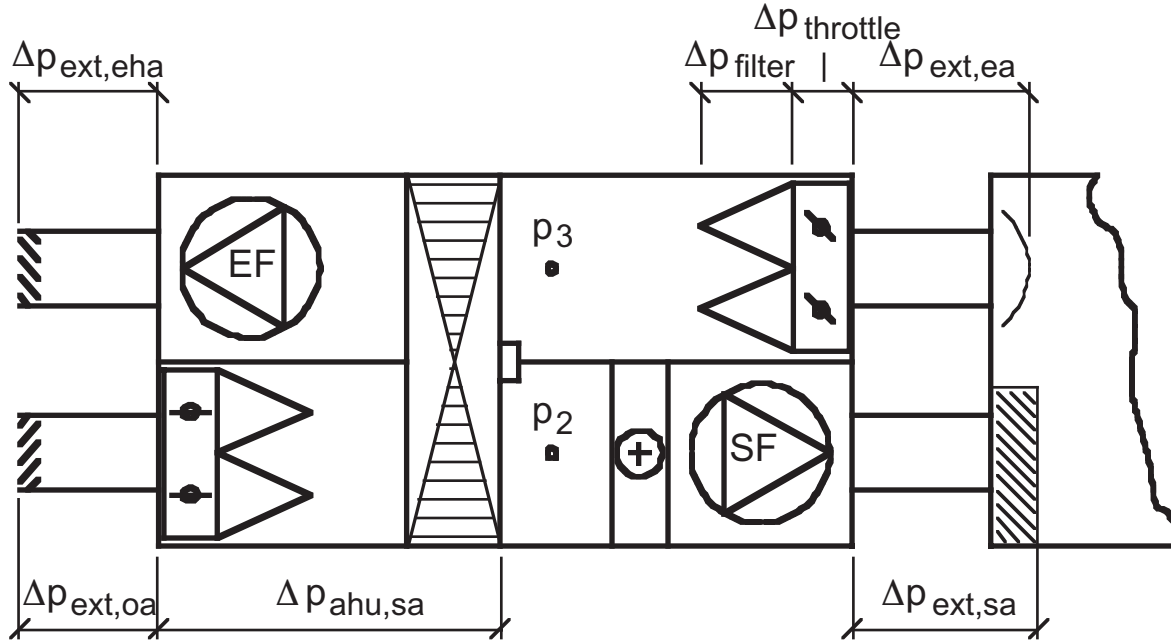 Δp throttle
Δp ext,eha
Δp filter
Δp ext,ea
EF
p3
p2
SF
Δp ext,oa
Δp ahu,sa
Δp ext,sa